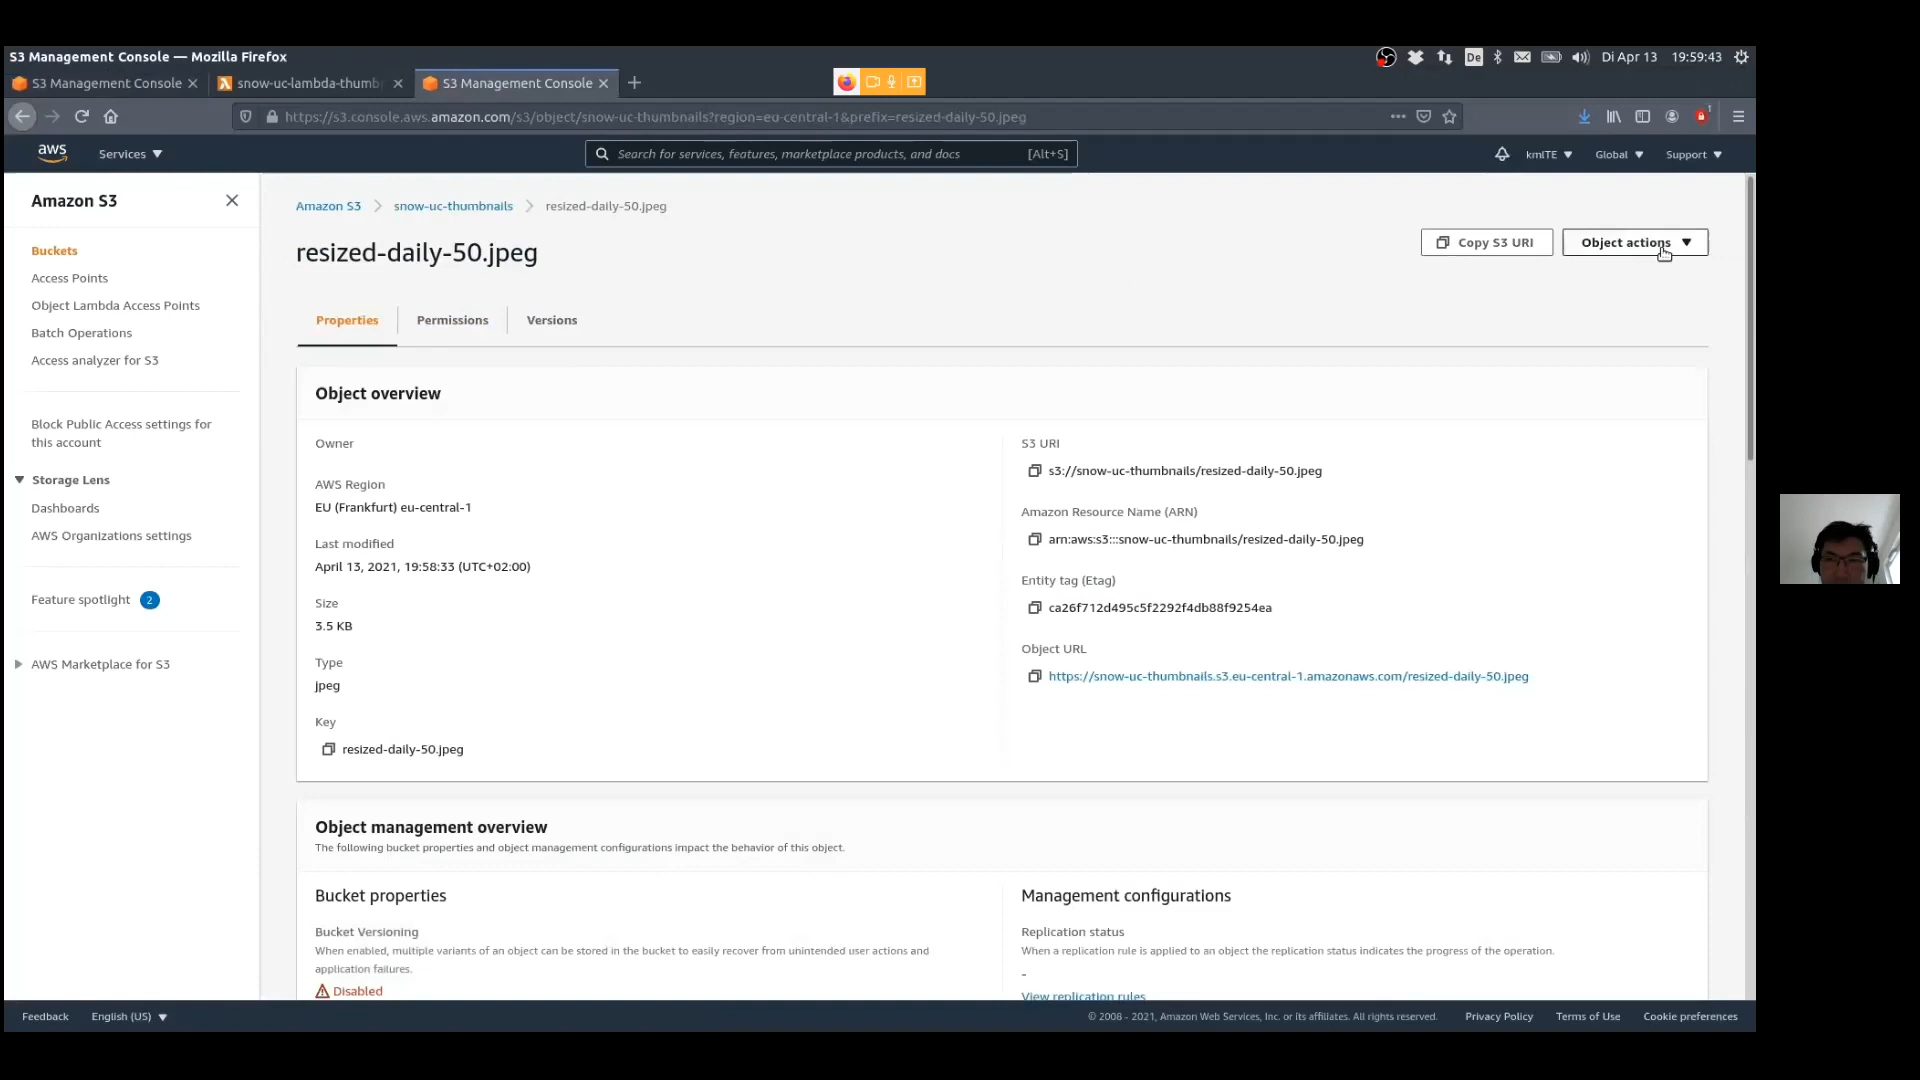 S3 Management Console — Mozilla Firefox
De
Di Apr 13
19:59:43
S3 Management Console
snow-uc-lambda-thumb
S3 Management Console
https://s3.console.aws.amazon.com/s3/object/snow-uc-thumbnails?region=eu-central-1&prefix=resized-daily-50.jpeg
1
aws
Services
Search for services, features, marketplace products, and docs
[Alt+S]
kmITE
Global
Support
Amazon S3
Buckets
Access Points
Object Lambda Access Points
Batch Operations
Access analyzer for S3
Block Public Access settings for
this account
Storage Lens
Dashboards
AWS Organizations settings
Feature spotlight 2
AWS Marketplace for S3
Amazon S3
snow-uc-thumbnails
resized-daily-50.jpeg
resized-daily-50.jpeg
Copy S3 URI
Object actions
Properties
Permissions
Versions
Object overview
Owner
AWS Region
EU (Frankfurt) eu-central-1
Last modified
April 13, 2021, 19:58:33 (UTC+02:00)
Size
3.5 KB
Type
jpeg
Key
resized-daily-50.jpeg
S3 URI
s3://snow-uc-thumbnails/resized-daily-50.jpeg
Amazon Resource Name (ARN)
arn:aws:s3:::snow-uc-thumbnails/resized-daily-50.jpeg
Entity tag (Etag)
ca26f712d495c5f2292f4db88f9254ea
Object URL
https://snow-uc-thumbnails.s3.eu-central-1.amazonaws.com/resized-daily-50.jpeg
Object management overview
The following bucket properties and object management configurations impact the behavior of this object.
Bucket properties
Bucket Versioning
When enabled, multiple variants of an object can be stored in the bucket to easily recover from unintended user actions and
application failures.
Disabled
Management configurations
Replication status
When a replication rule is applied to an object the replication status indicates the progress of the operation.
-
View replication rules
Feedback
English (US)
© 2008 - 2021, Amazon Web Services, Inc. or its affiliates. All rights reserved.
Privacy Policy
Terms of Use
Cookie preferences